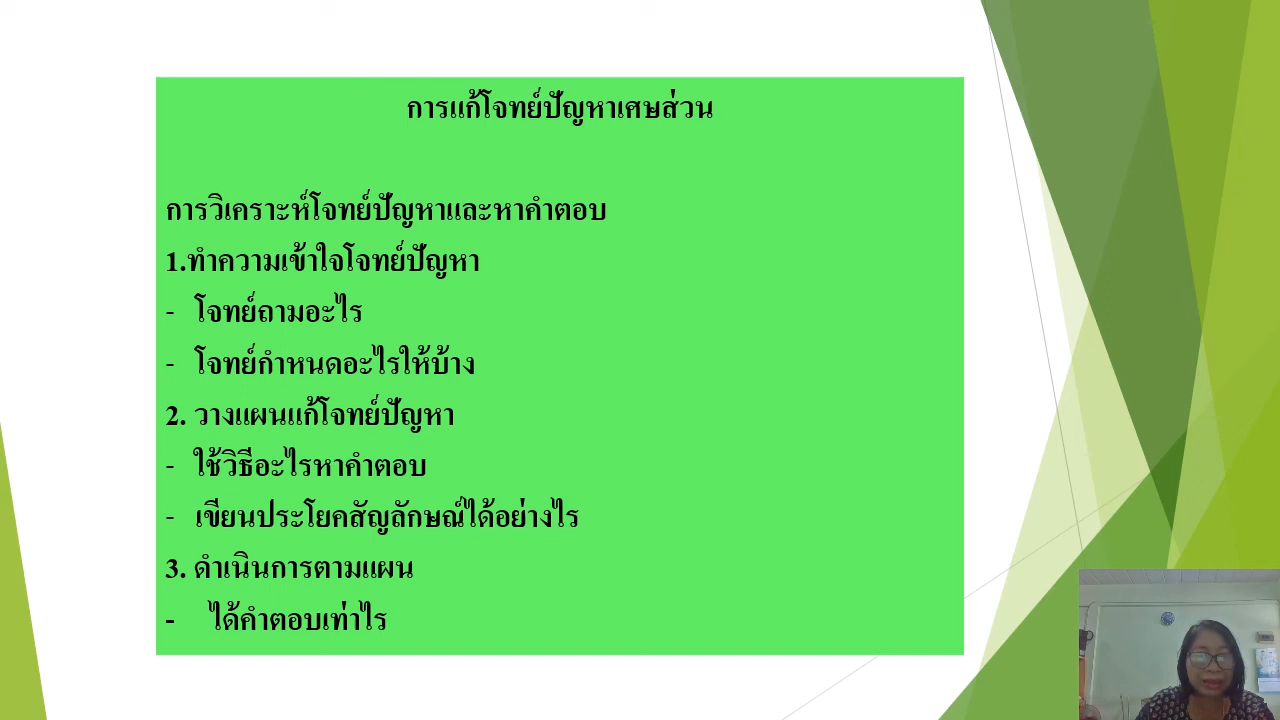 การแก้โจทย์ปัญหาเศษส่วน
การวิเคราะห์โจทย์ปัญหาและหาคำตอบ
1.ทำความเข้าใจโจทย์ปัญหา
- โจทย์ถามอะไร
- โจทย์กำหนดอะไรให้บ้าง
2. วางแผนแก้โจทย์ปัญหา
- ใช้วิธีอะไรหาคำตอบ
- เขียนประโยคสัญลักษณ์ได้อย่างไร
3. ดำเนินการตามแผน
- ได้คำตอบเท่าไร